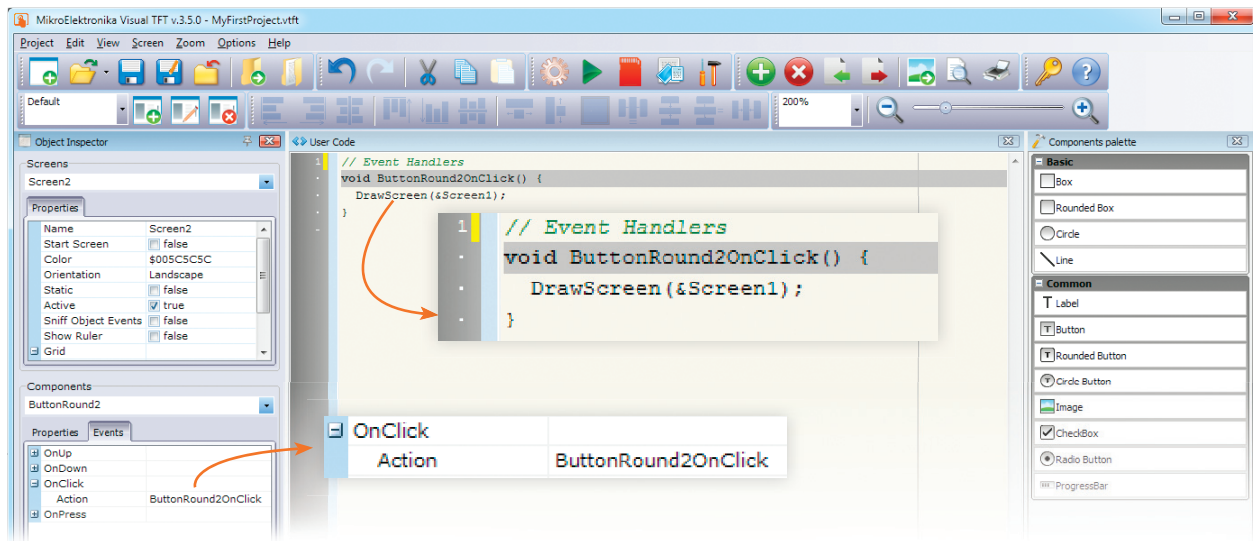 MikroElektronika Visual TFT v.3.5.0 - MyFirstProject.vtft
Project Edit View Screen Zoom Options Help
Default
200%
Object Inspector
Screens
Screen2
Properties
Name Screen2
Start Screen false
Color $005C5C5C
Orientation Landscape
Static false
Active true
Sniff Object Events false
Show Ruler false
Grid
Components
ButtonRound2
Properties Events
OnUp
OnDown
OnClick
Action ButtonRound2OnClick
OnPress
User Code
1 // Event Handlers
void ButtonRound2OnClick() {
DrawScreen(&Screen1);
}
1 // Event Handlers
void ButtonRound2OnClick() {
DrawScreen(&Screen1);
}
OnClick
Action ButtonRound2OnClick
Components palette
Basic
Box
Rounded Box
Circle
Line
Common
T Label
T Button
T Rounded Button
T Circle Button
Image
CheckBox
Radio Button
ProgressBar